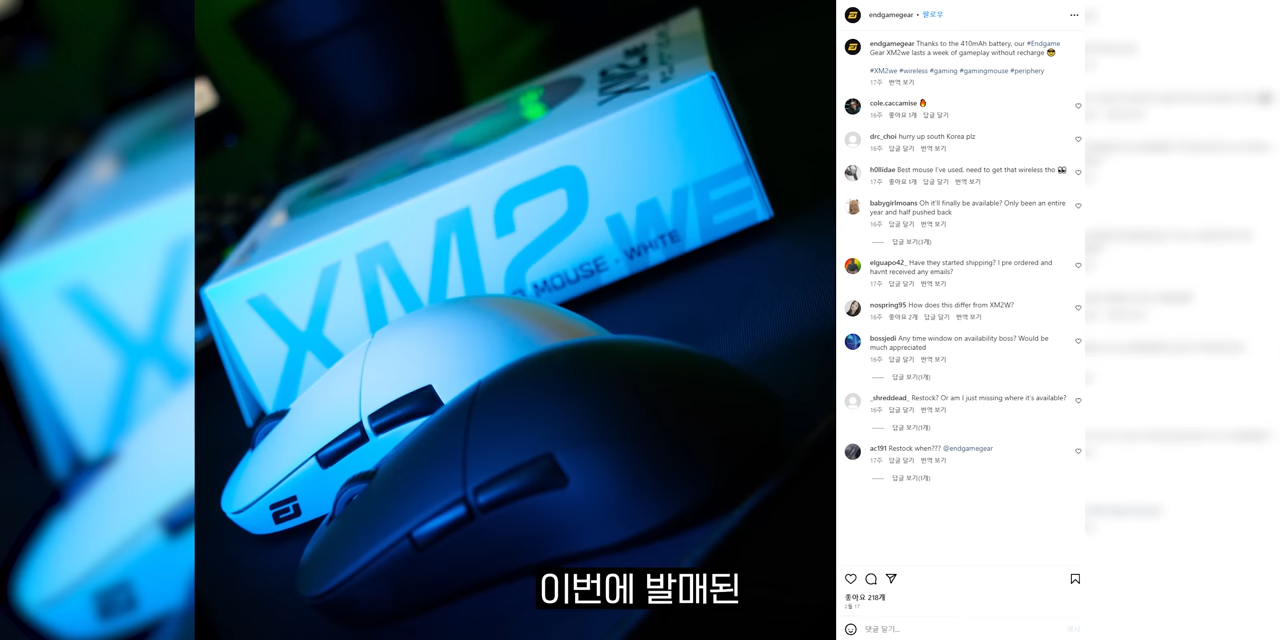 XM2WE
XM2 WE
MOUSE - WHITE
이번에 발매된
endgamegear • 팔로우
endgamegear Thanks to the 410mAh battery, our #Endgame
Gear XM2we lasts a week of gameplay without recharge 😎
#XM2we #wireless #gaming #gamingmouse #periphery
17주 번역 보기
cole.caccamise 🔥
16주 좋아요 1개 답글 달기
drc_choi hurry up south Korea plz
16주 답글 달기 번역 보기
h0llidae Best mouse I've used, need to get that wireless tho 👀
17주 좋아요 1개 답글 달기 번역 보기
babygirlmoans Oh it'll finally be available? Only been an entire
year and half pushed back
16주 답글 달기 번역 보기
답글 보기(3개)
elguapo42_ Have they started shipping? I pre ordered and
havnt received any emails?
17주 답글 달기 번역 보기
nospring95 How does this differ from XM2W?
16주 좋아요 2개 답글 달기 번역 보기
bossjedi Any time window on availability boss? Would be
much appreciated
16주 답글 달기 번역 보기
답글 보기(1개)
_shreddead_ Restock? Or am I just missing where it's available?
16주 답글 달기 번역 보기
답글 보기(1개)
ac191 Restock when??? @endgamegear
17주 답글 달기 번역 보기
답글 보기(1개)
좋아요 218개
2월 17
댓글 달기...
게시